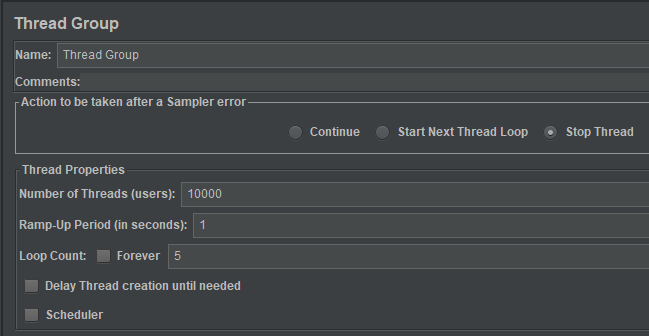 Thread Group
Name: Thread Group
Comments:
Action to be taken after a Sampler error
Continue Start Next Thread Loop Stop Thread
Thread Properties
Number of Threads (users): 10000
Ramp-Up Period (in seconds): 1
Loop Count: Forever 5
Delay Thread creation until needed
Scheduler